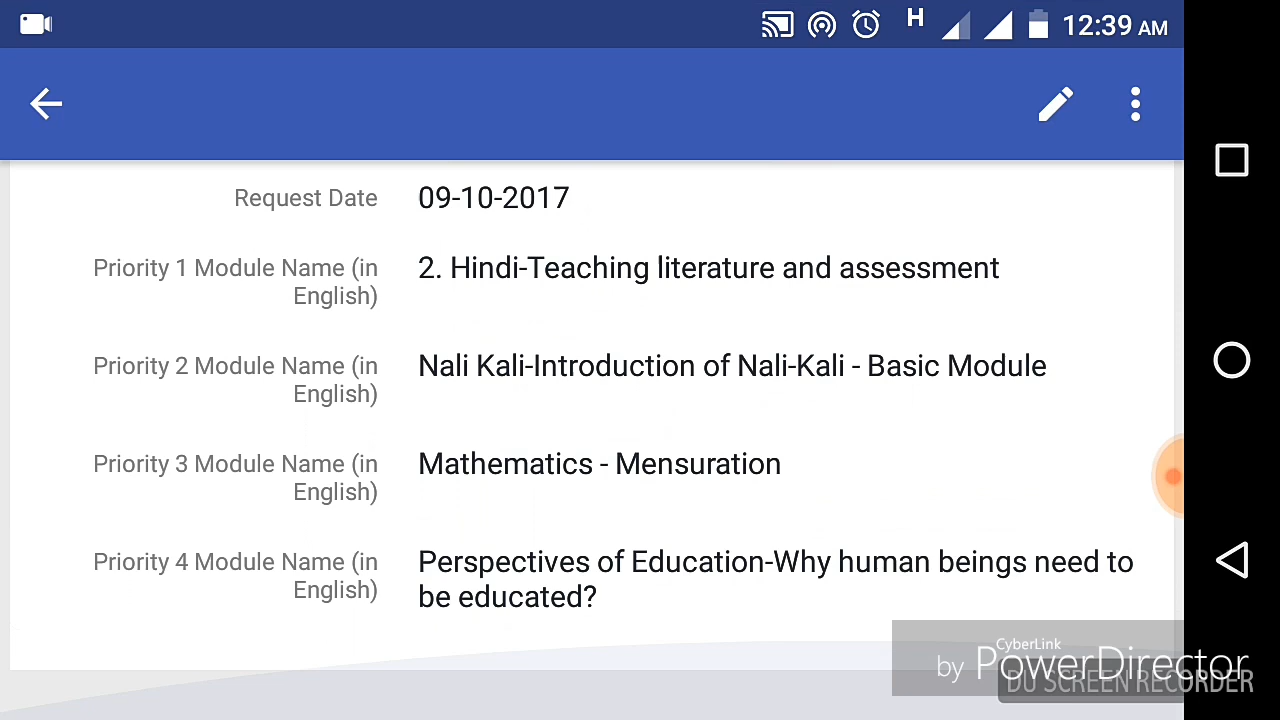 H 12:39 AM
Request Date 09-10-2017
Priority 1 Module Name (in 2. Hindi-Teaching literature and assessment
English)
Priority 2 Module Name (in Nali Kali-Introduction of Nali-Kali - Basic Module
English)
Priority 3 Module Name (in Mathematics - Mensuration
English)
Priority 4 Module Name (in Perspectives of Education-Why human beings need to
English) be educated?
CyberLink
by PowerDirector
DU SCREEN RECORDER